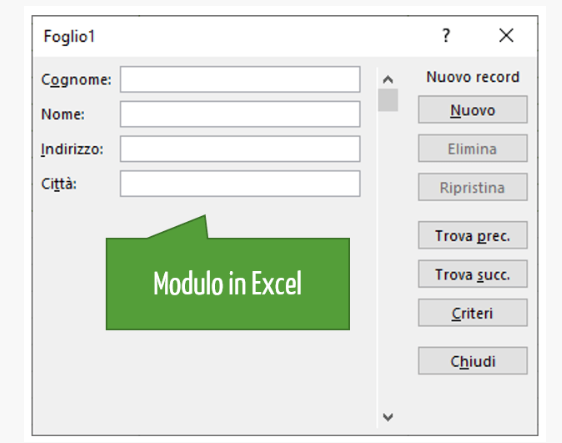 Foglio1 ?
Cognome:
Nome:
Indirizzo:
Città:
Modulo in Excel
Nuovo record
Nuovo
Elimina
Ripristina
Trova prec.
Trova succ.
Criteri
Chiudi